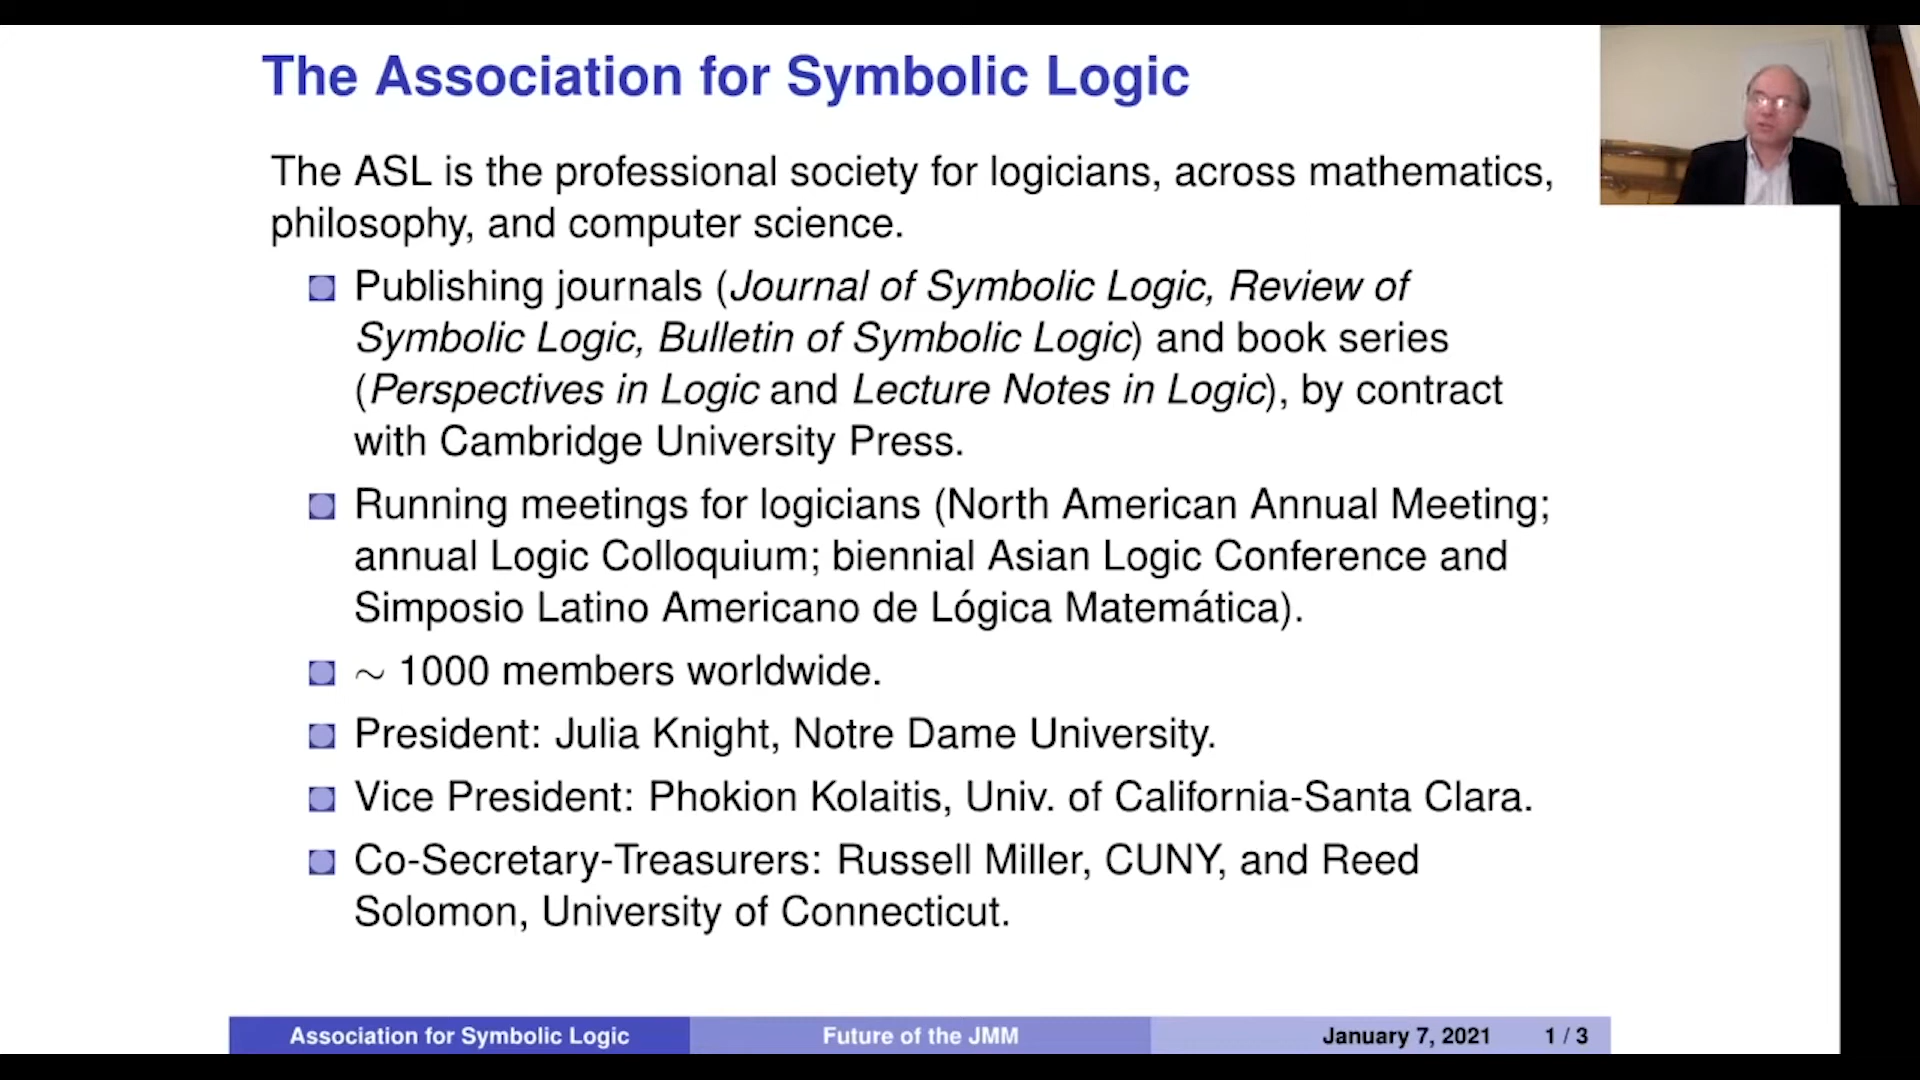 The Association for Symbolic Logic
The ASL is the professional society for logicians, across mathematics,
philosophy, and computer science.
Publishing journals (Journal of Symbolic Logic, Review of
Symbolic Logic, Bulletin of Symbolic Logic) and book series
(Perspectives in Logic and Lecture Notes in Logic), by contract
with Cambridge University Press.
Running meetings for logicians (North American Annual Meeting;
annual Logic Colloquium; biennial Asian Logic Conference and
Simposio Latino Americano de Lógica Matemática).
∼ 1000 members worldwide.
President: Julia Knight, Notre Dame University.
Vice President: Phokion Kolaitis, Univ. of California-Santa Clara.
Co-Secretary-Treasurers: Russell Miller, CUNY, and Reed
Solomon, University of Connecticut.
Association for Symbolic Logic Future of the JMM January 7, 2021 1 / 3